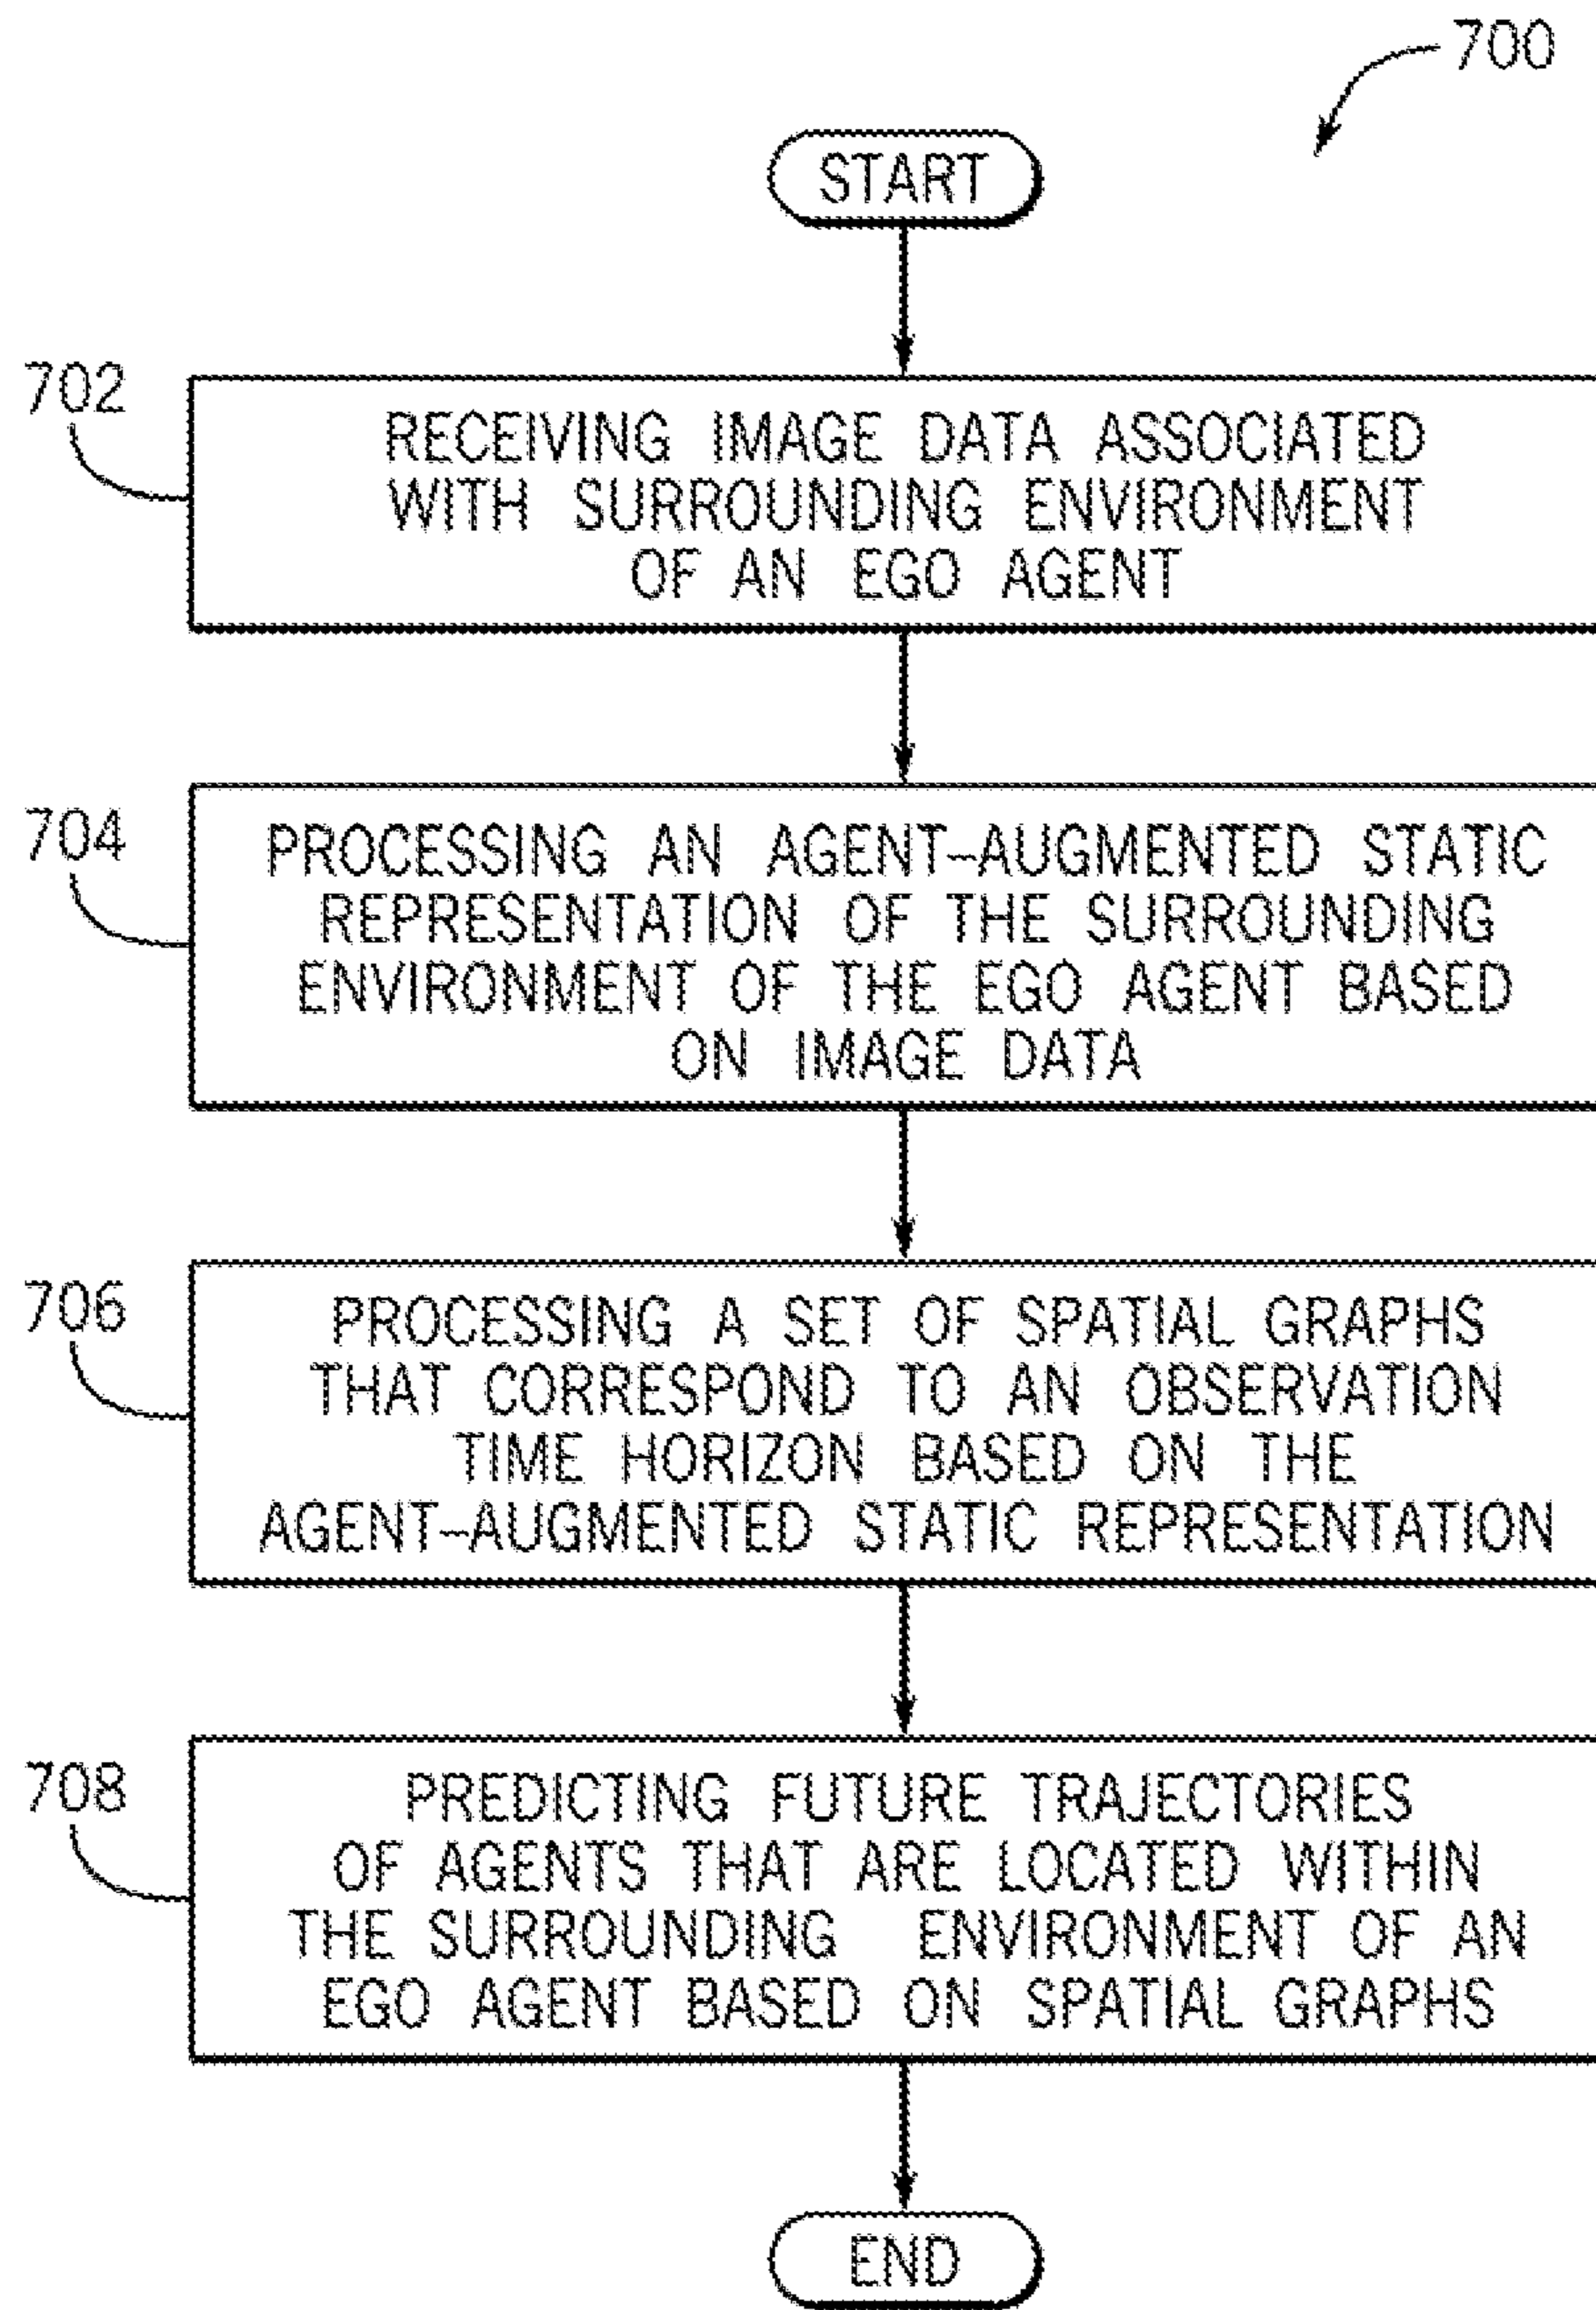 700
START
702
RECEIVING IMAGE DATA ASSOCIATED
WITH SURROUNDING ENVIRONMENT
OF AN EGO AGENT
704
PROCESSING AN AGENT-AUGMENTED STATIC
REPRESENTATION OF THE SURROUNDING
ENVIRONMENT OF THE EGO AGENT BASED
ON IMAGE DATA
706
PROCESSING A SET OF SPATIAL GRAPHS
THAT CORRESPOND TO AN OBSERVATION
TIME HORIZON BASED ON THE
AGENT-AUGMENTED STATIC REPRESENTATION
708
PREDICTING FUTURE TRAJECTORIES
OF AGENTS THAT ARE LOCATED WITHIN
THE SURROUNDING ENVIRONMENT OF AN
EGO AGENT BASED ON SPATIAL GRAPHS
END